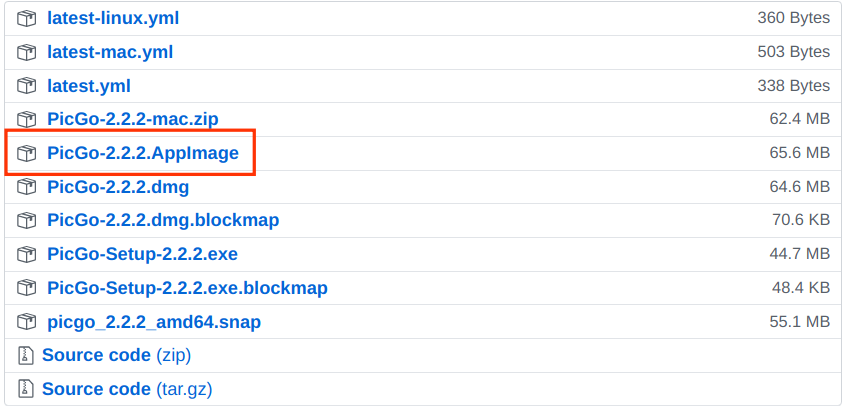 latest-linux.yml 360 Bytes
latest-mac.yml 503 Bytes
latest.yml 338 Bytes
PicGo-2.2.2-mac.zip 62.4 MB
PicGo-2.2.2.AppImage 65.6 MB
PicGo-2.2.2.dmg 64.6 MB
PicGo-2.2.2.dmg.blockmap 70.6 KB
PicGo-Setup-2.2.2.exe 44.7 MB
PicGo-Setup-2.2.2.exe.blockmap 48.4 KB
picgo_2.2.2_amd64.snap 55.1 MB
Source code (zip)
Source code (tar.gz)